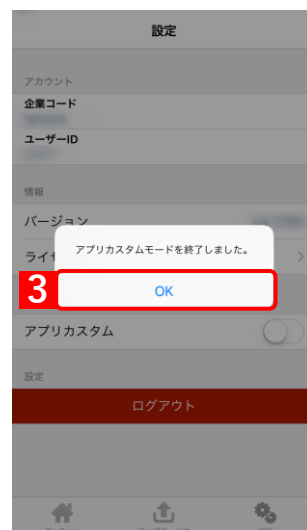 設定
アカウント
企業コード
ユーザーID
情報
バージョン
ライ
アプリカスタムモードを終了しました。
3
OK
アプリカスタム
設定
ログアウト